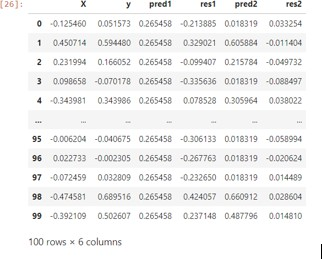 [26]:
X y pred1 res1 pred2 res2
0 -0.125460 0.051573 0.265458 -0.213885 0.018319 0.033254
1 0.450714 0.594480 0.265458 0.329021 0.605884 -0.011404
2 0.231994 0.166052 0.265458 -0.099407 0.215784 -0.049732
3 0.098658 -0.070178 0.265458 -0.335636 0.018319 -0.088497
4 -0.343981 0.343986 0.265458 0.078528 0.305964 0.038022
... ... ... ... ... ... ...
95 -0.006204 -0.040675 0.265458 -0.306133 0.018319 -0.058994
96 0.022733 -0.002305 0.265458 -0.267763 0.018319 -0.020624
97 -0.072459 0.032809 0.265458 -0.232650 0.018319 0.014489
98 -0.474581 0.689516 0.265458 0.424057 0.660912 0.028604
99 -0.392109 0.502607 0.265458 0.237148 0.487796 0.014810
100 rows × 6 columns